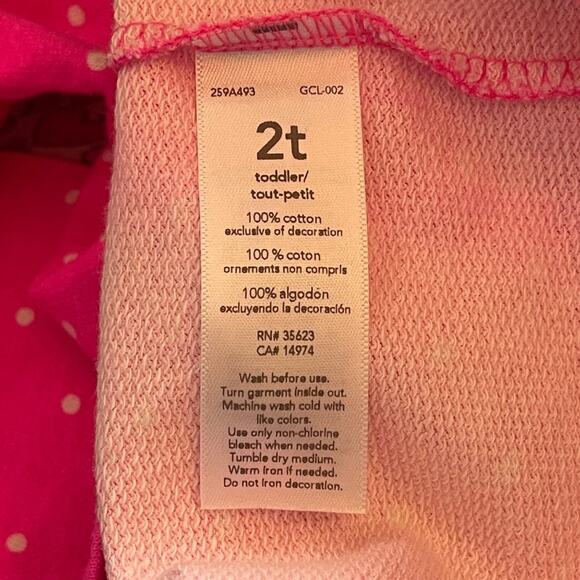 259A493 GCL-002
2t
toddler/
tout-petit
100% cotton
exclusive of decoration
100% coton
ornements non compris
100% algodón
excluyendo la decoración
RN# 35623
CA# 14974
Wash before use.
Turn garment inside out.
Machine wash cold with
like colors.
Use only non-chlorine
bleach when needed.
Tumble dry medium.
Warm iron if needed.
Do not iron decoration.